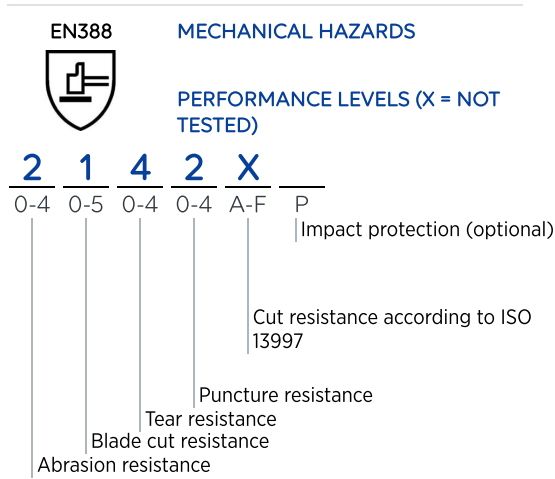 EN388
MECHANICAL HAZARDS
PERFORMANCE LEVELS (X = NOT
TESTED)
2 1 4 2 X
0-4 0-5 0-4 0-4 A-F P
Impact protection (optional)
Cut resistance according to ISO
13997
Puncture resistance
Tear resistance
Blade cut resistance
Abrasion resistance